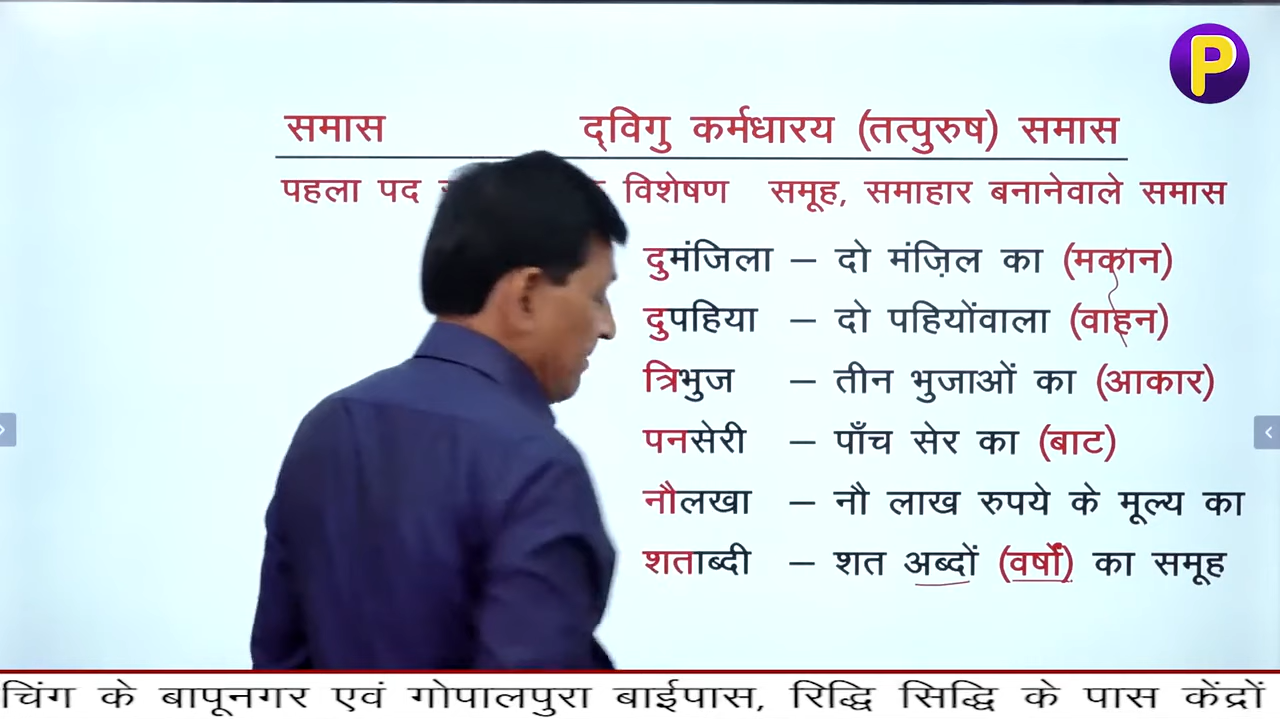 P
समास द्‌विगु कर्मधारय (तत्पुरुष) समास
पहला पद विशेषण समूह, समाहार बनानेवाले समास
दुमंजिला – दो मंज़िल का (मकान)
दुपहिया – दो पहियोंवाला (वाहन)
त्रिभुज – तीन भुजाओं का (आकार)
पनसेरी – पाँच सेर का (बाट)
नौलखा – नौ लाख रुपये के मूल्य का
शताब्दी – शत अब्दों (वर्षों) का समूह
चिंग के बापूनगर एवं गोपालपुरा बाईपास, रिद्धि सिद्धि के पास केंद्रों